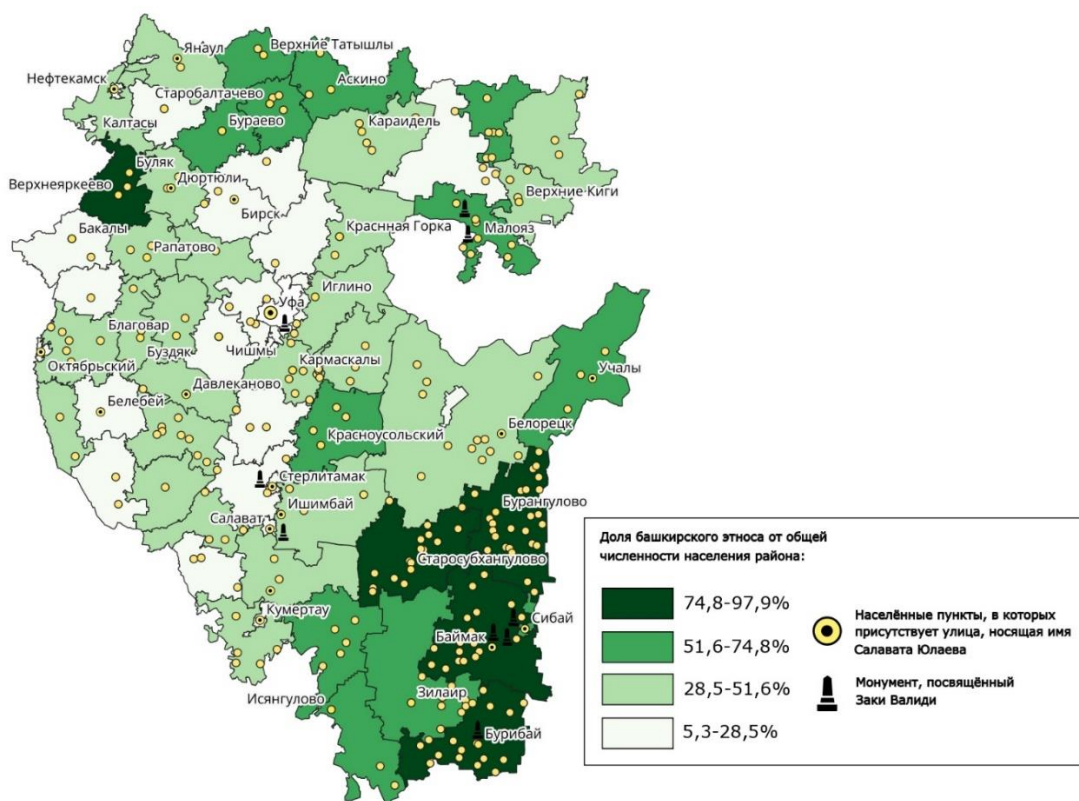 Янаул
Верхние Татышлы
Нефтекамск
Аскино
Старобалтачево
Калтасы
Бураево
Караидель
Буляк
Верхнеяркеево
Дюртюли
Верхние Киги
Бирск
Бакалы
Краснная Горка
Малояз
Рапатово
Иглино
Уфа
Благовар
Буздяк
Чишмы
Кармаскалы
Октябрьский
Давлеканово
Учалы
Белебей
Красноусольский
Белорецк
Стерлитамак
Бурангулово
Ишимбай
Салават
Старосубхангулово
Кумертау
Баймак
Сибай
Исянгулово
Зилаир
Бурибай
Доля башкирского этноса от общей
численности населения района:
74,8-97,9%
51,6-74,8%
28,5-51,6%
5,3-28,5%
Населённые пункты, в которых
присутствует улица, носящая имя
Салавата Юлаева
Монумент, посвящённый
Заки Валиди